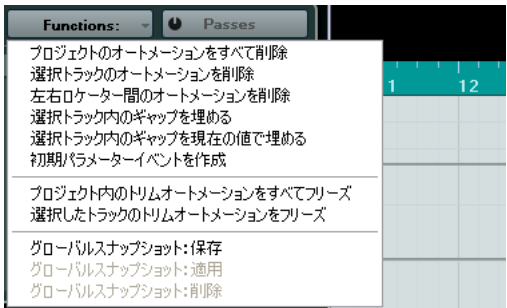 Functions: Passes
プロジェクトのオートメーションをすべて削除
選択トラックのオートメーションを削除
左右ロケーター間のオートメーションを削除
選択トラック内のギャップを埋める
選択トラック内のギャップを現在の値で埋める
初期パラメーターイベントを作成
プロジェクト内のトリムオートメーションをすべてフリーズ
選択したトラックのトリムオートメーションをフリーズ
グローバルスナップショット:保存
グローバルスナップショット:適用
グローバルスナップショット:削除
1 12